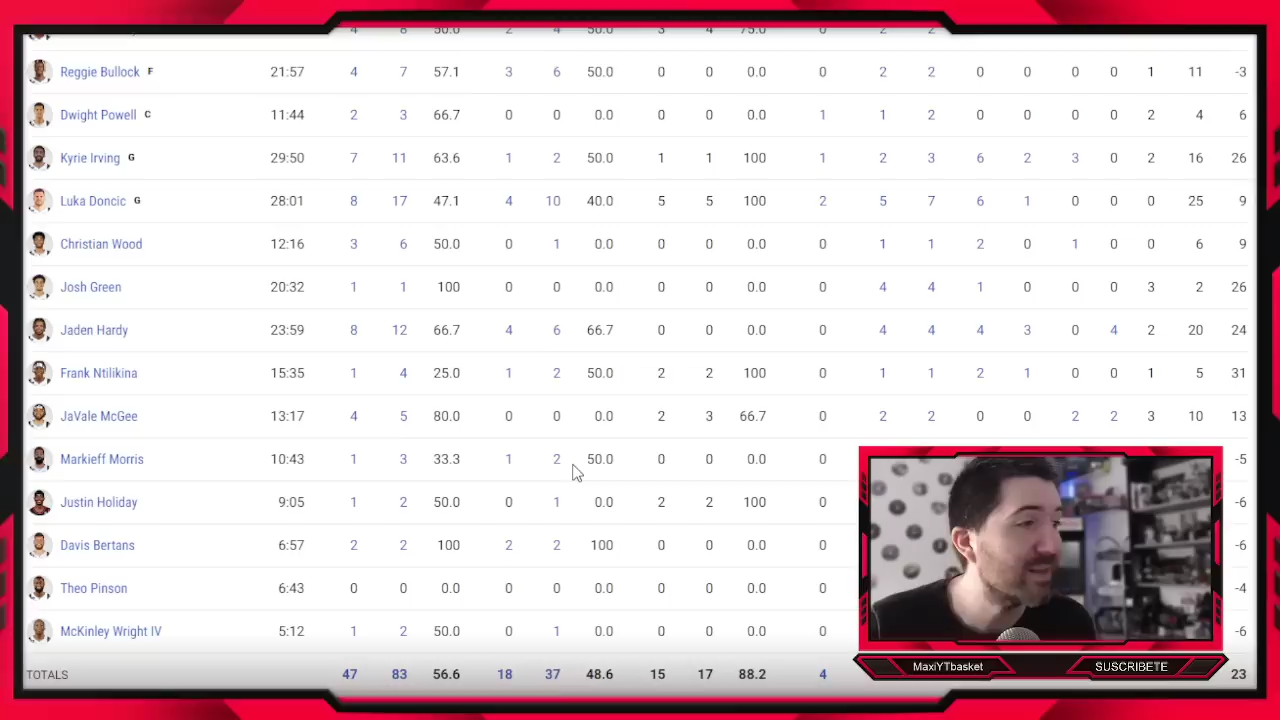 4 8 50.0 2 4 50.0 3 4 75.0 0 2 2
Reggie Bullock F 21:57 4 7 57.1 3 6 50.0 0 0 0.0 0 2 2 0 0 0 0 1 11 -3
Dwight Powell C 11:44 2 3 66.7 0 0 0.0 0 0 0.0 1 1 2 0 0 0 0 2 4 6
Kyrie Irving G 29:50 7 11 63.6 1 2 50.0 1 1 100 1 2 3 6 2 3 0 2 16 26
Luka Doncic G 28:01 8 17 47.1 4 10 40.0 5 5 100 2 5 7 6 1 0 0 0 25 9
Christian Wood 12:16 3 6 50.0 0 1 0.0 0 0 0.0 0 1 1 2 0 1 0 0 6 9
Josh Green 20:32 1 1 100 0 0 0.0 0 0 0.0 0 4 4 1 0 0 0 3 2 26
Jaden Hardy 23:59 8 12 66.7 4 6 66.7 0 0 0.0 0 4 4 4 3 0 4 2 20 24
Frank Ntilikina 15:35 1 4 25.0 1 2 50.0 2 2 100 0 1 1 2 1 0 0 1 5 31
JaVale McGee 13:17 4 5 80.0 0 0 0.0 2 3 66.7 0 2 2 0 0 2 2 3 10 13
Markieff Morris 10:43 1 3 33.3 1 2 50.0 0 0 0.0 0 -5
Justin Holiday 9:05 1 2 50.0 0 1 0.0 2 2 100 0 -6
Davis Bertans 6:57 2 2 100 2 2 100 0 0 0.0 0 -6
Theo Pinson 6:43 0 0 0.0 0 0 0.0 0 0 0.0 0 -4
McKinley Wright IV 5:12 1 2 50.0 0 1 0.0 0 0 0.0 0 -6
TOTALS 47 83 56.6 18 37 48.6 15 17 88.2 4 23
MaxiYTbasket SUSCRIBETE